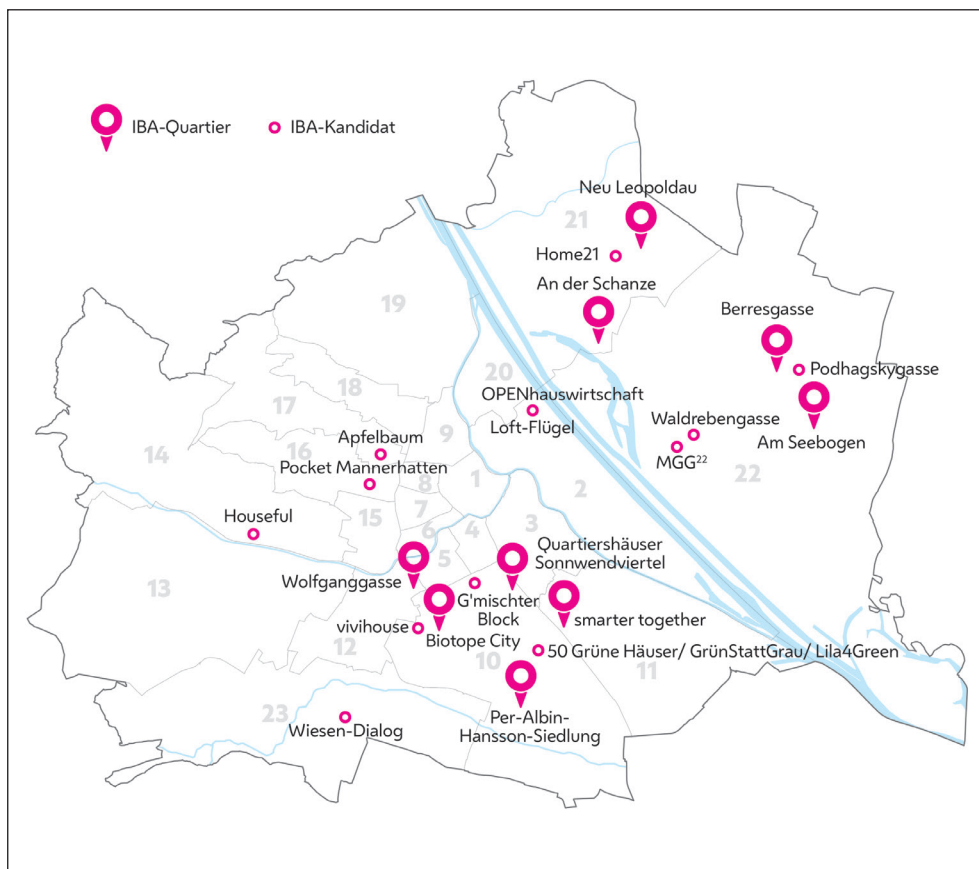 IBA-Quartier
IBA-Kandidat
Neu Leopoldau
21
Home21
An der Schanze
19
Berresgasse
20
Podhagskygasse
18
OPENhauswirtschaft
17
Loft-Flügel
Am Seebogen
Waldrebengasse
9
Apfelbaum
16
14
MGG²²
22
Pocket Mannerhatten
8
1
2
7
15
Houseful
6
4
3
Quartiershäuser
Sonnwendviertel
5
13
Wolfganggasse
G'mischter
Block
smarter together
vivihouse
Biotope City
12
10
50 Grüne Häuser/ GrünStattGrau/ Lila4Green
11
23
Wiesen-Dialog
Per-Albin-
Hansson-Siedlung